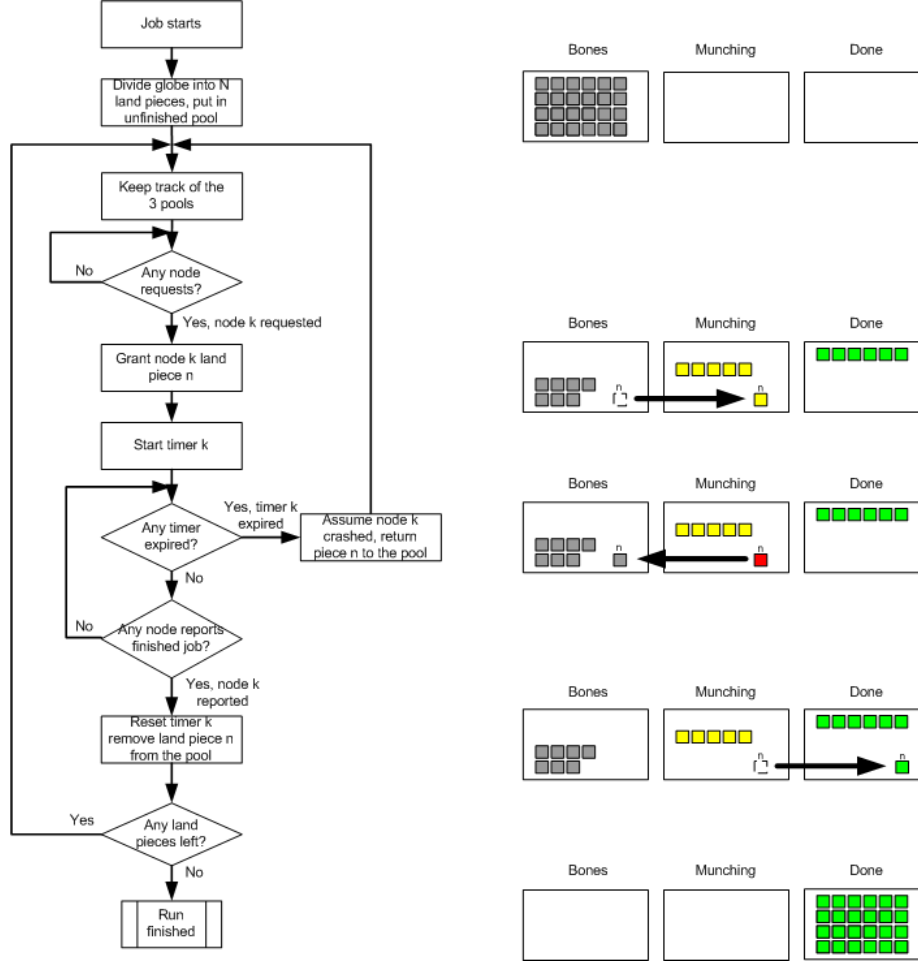 Job starts
Divide globe into N
land pieces, put in
unfinished pool
Keep track of the
3 pools
Any node
requests?
No
Yes, node k requested
Grant node k land
piece n
Start timer k
Any timer
expired?
Yes, timer k
expired
Assume node k
crashed, return
piece n to the pool
No
Any node reports
finished job?
No
Yes, node k
reported
Reset timer k
remove land piece n
from the pool
Any land
pieces left?
Yes
No
Run
finished
Bones Munching Done
Bones Munching Done
n n
Bones Munching Done
n n
Bones Munching Done
n n
Bones Munching Done